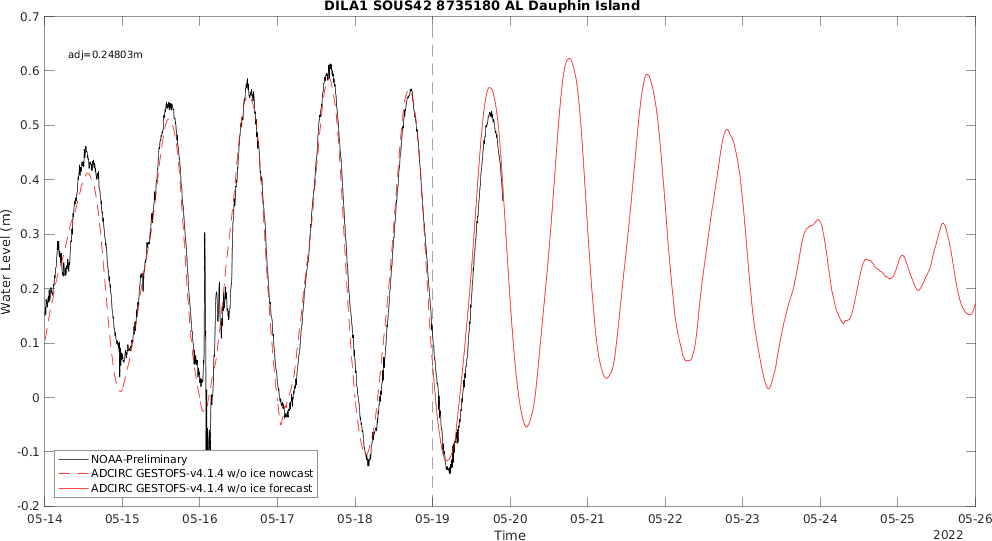 DILA1 SOUS42 8735180 AL Dauphin Island
adj=0.24803m
0.7
0.6
0.5
0.4
0.3
0.2
0.1
0
-0.1
-0.2
Water Level (m)
NOAA-Preliminary
ADCIRC GESTOFS-v4.1.4 w/o ice nowcast
ADCIRC GESTOFS-v4.1.4 w/o ice forecast
05-14 05-15 05-16 05-17 05-18 05-19 05-20 05-21 05-22 05-23 05-24 05-25 05-26
Time
2022